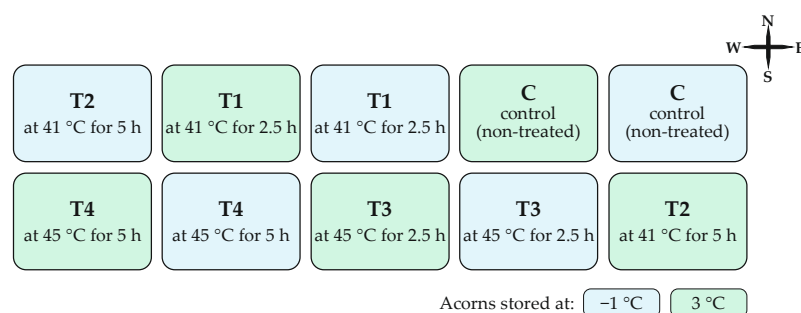 N
W E
S
T2
at 41 °C for 5 h
T1
at 41 °C for 2.5 h
T1
at 41 °C for 2.5 h
C
control
(non-treated)
C
control
(non-treated)
T4
at 45 °C for 5 h
T4
at 45 °C for 5 h
T3
at 45 °C for 2.5 h
T3
at 45 °C for 2.5 h
T2
at 41 °C for 5 h
Acorns stored at: −1 °C 3 °C